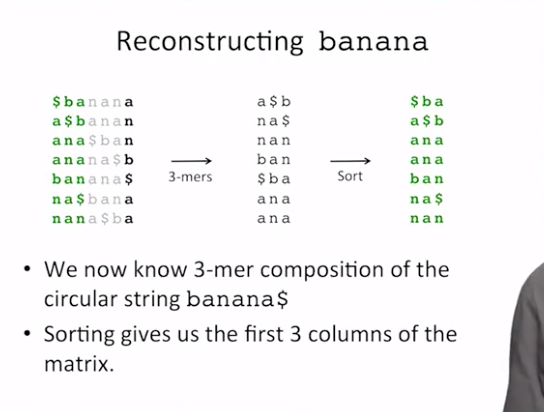 Reconstructing banana
$banana a$b $ba
a$banan na$ a$b
ana$ban nan ana
anana$b ban ana
banana$ 3-mers $ba Sort ban
na$bana ana na$
nana$ba ana nan
• We now know 3-mer composition of the
circular string banana$
• Sorting gives us the first 3 columns of the
matrix.